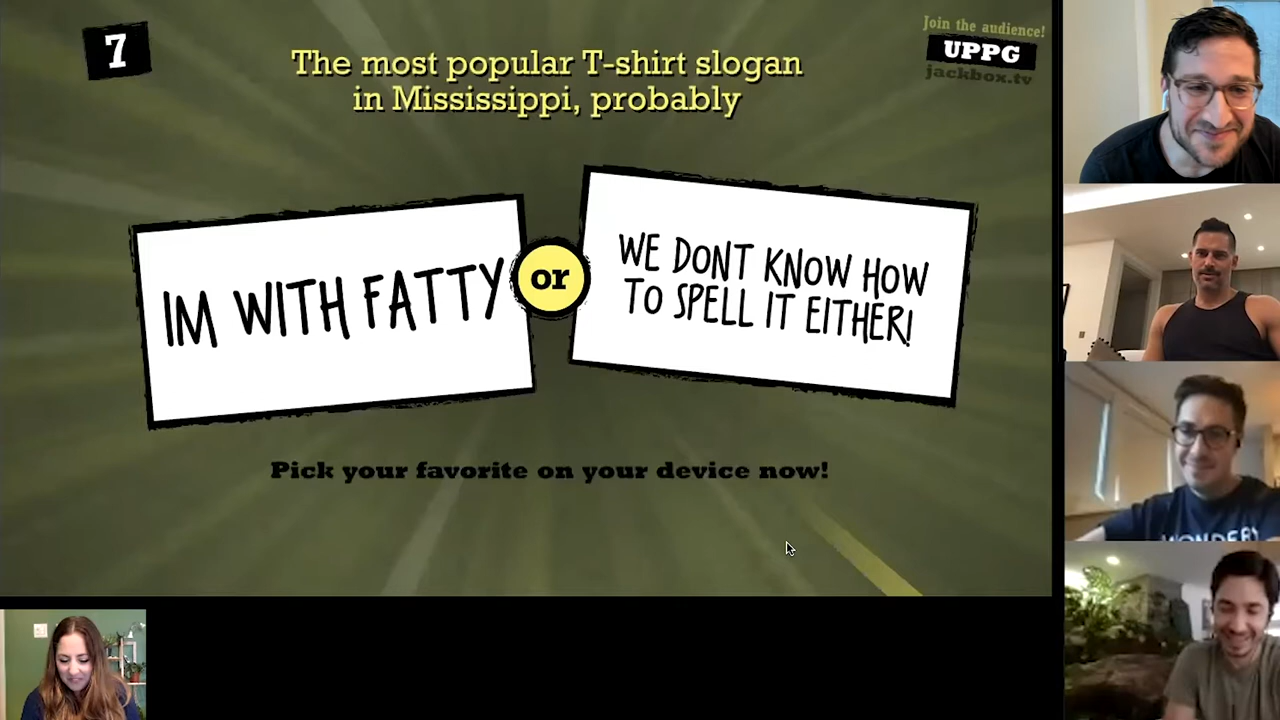 7
The most popular T-shirt slogan
in Mississippi, probably
Join the audience!
UPPG
jackbox.tv
IM WITH FATTY
or
WE DONT KNOW HOW
TO SPELL IT EITHER!
Pick your favorite on your device now!